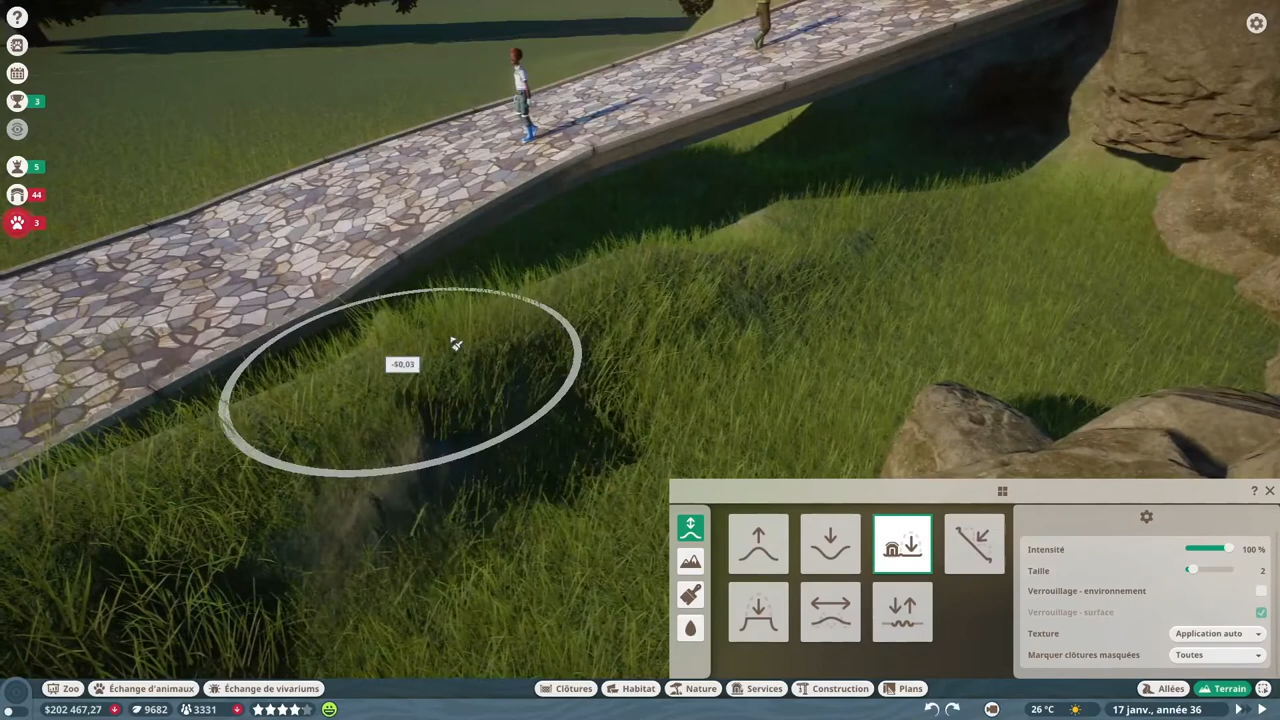 ?
3
5
44
3
-$0,03
?
Intensité 100 %
Taille 2
Verrouillage - environnement
Verrouillage - surface
Texture Application auto
Marquer clôtures masquées Toutes
Zoo Échange d'animaux Échange de vivariums Clôtures Habitat Nature Services Construction Plans Allées Terrain
$202 467,27 9682 3331 26 °C 17 janv., année 36